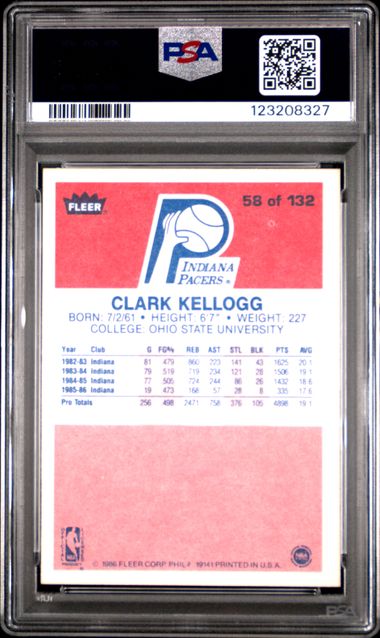 PSA
123208327
FLEER
58 of 132
INDIANA
PACERS
CLARK KELLOGG
BORN: 7/2/61 • HEIGHT: 6'7" • WEIGHT: 227
COLLEGE: OHIO STATE UNIVERSITY
Year Club G FG% REB AST STL BLK PTS AVG
1982-83 Indiana 81 479 860 223 141 43 1625 20.1
1983-84 Indiana 79 519 719 234 121 28 1506 19.1
1984-85 Indiana 77 505 724 244 86 26 1432 18.6
1985-86 Indiana 19 473 168 57 28 8 335 17.6
Pro Totals 256 498 2471 758 376 105 4898 19.1
© 1986 FLEER CORP. PHILA 19141 PRINTED IN U.S.A.
NBA
PSA